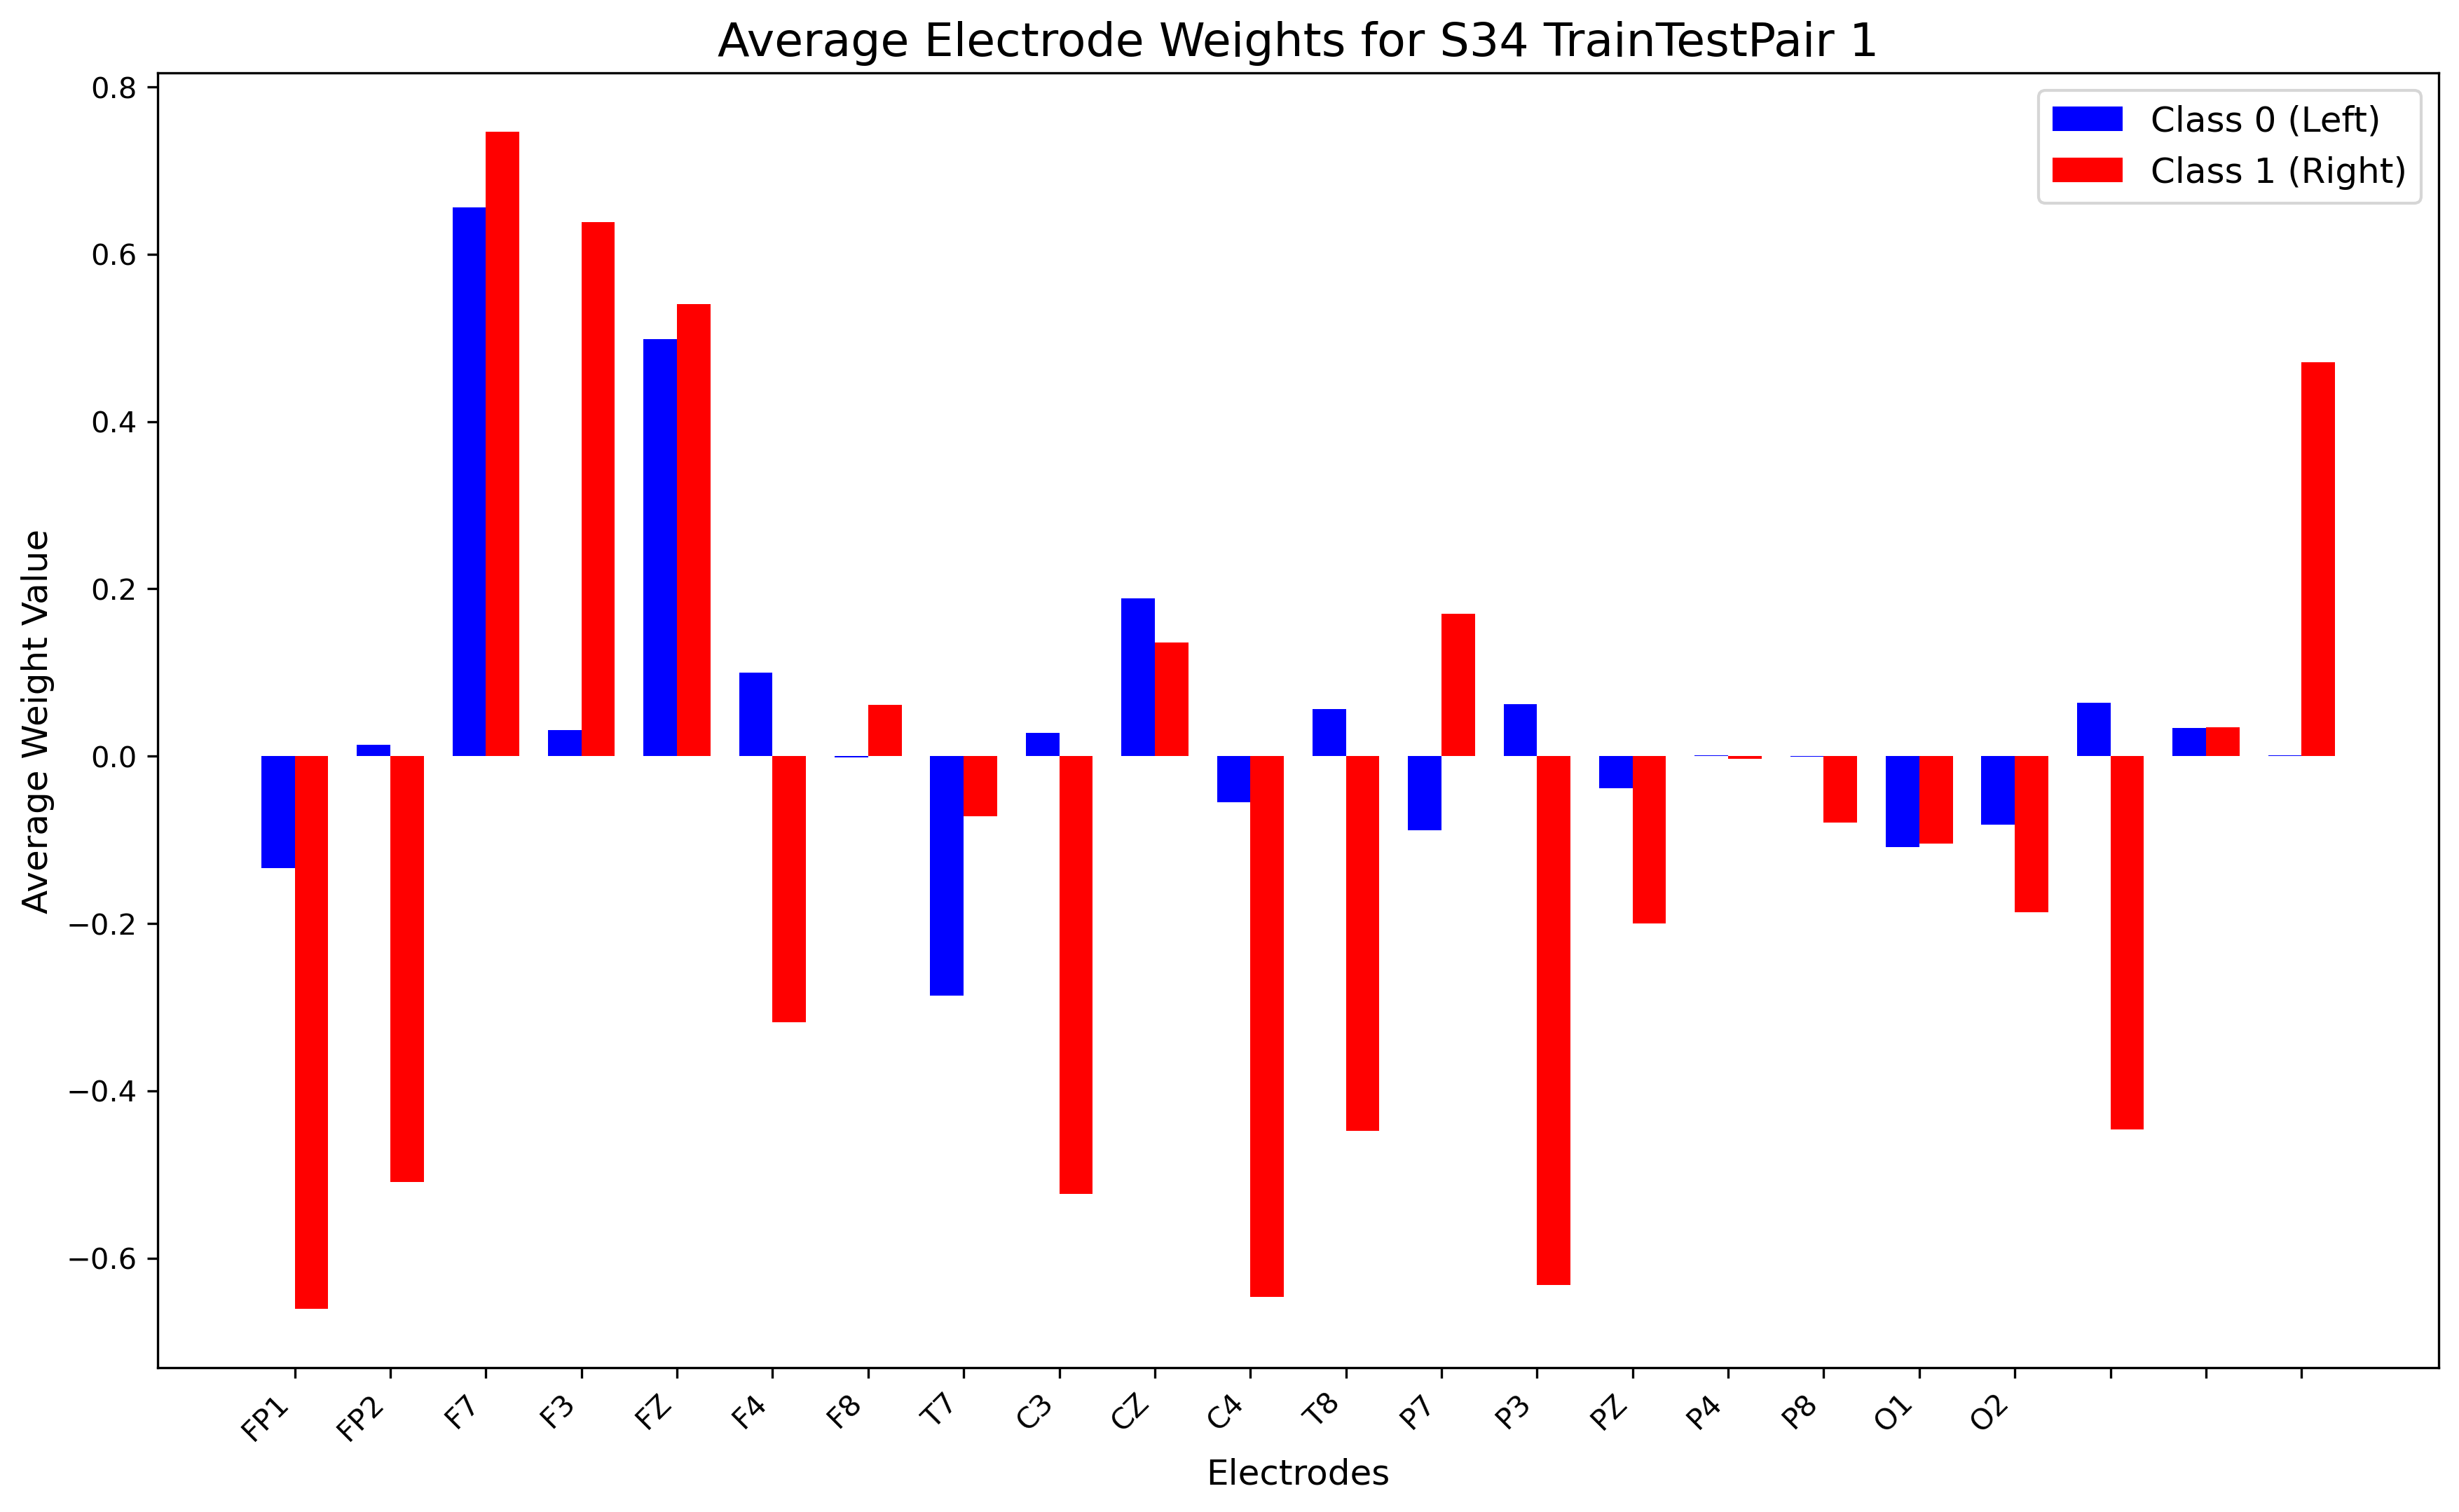 Average Electrode Weights for S34 TrainTestPair 1
Class 0 (Left)
Class 1 (Right)
Average Weight Value
0.8
0.6
0.4
0.2
0.0
−0.2
−0.4
−0.6
FP1 FP2 F7 F3 FZ F4 F8 T7 C3 CZ C4 T8 P7 P3 PZ P4 P8 O1 O2
Electrodes